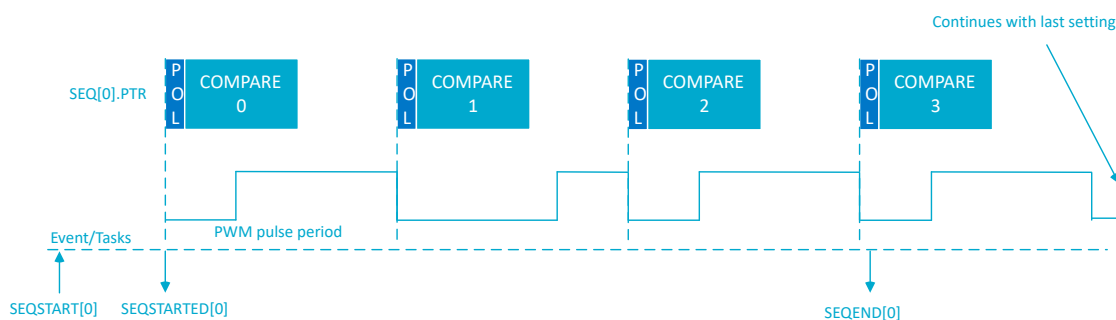 Continues with last setting
SEQ[0].PTR
P
O
L
COMPARE
0
P
O
L
COMPARE
1
P
O
L
COMPARE
2
P
O
L
COMPARE
3
Event/Tasks
PWM pulse period
SEQSTART[0]
SEQSTARTED[0]
SEQEND[0]